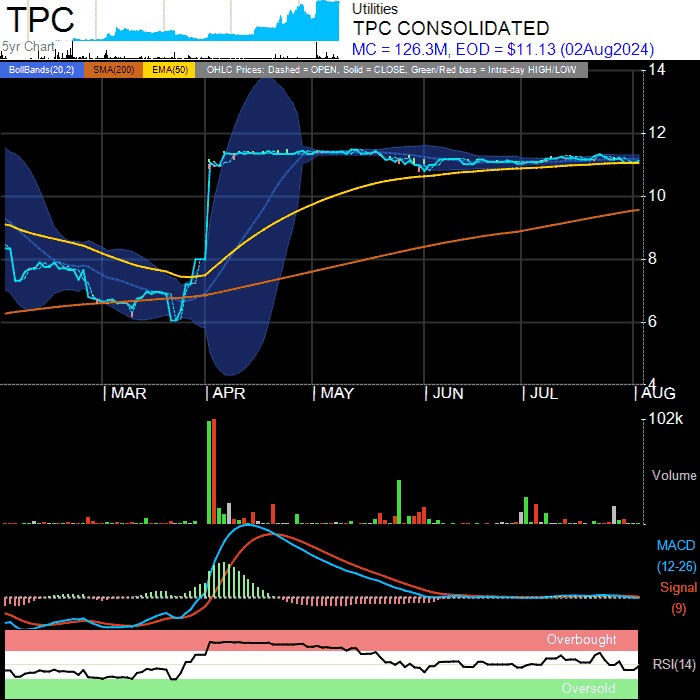 TPC
5yr Chart
Utilities
TPC CONSOLIDATED
MC = 126.3M, EOD = $11.13 (02Aug2024)
BollBands(20,2) SMA(200) EMA(50) OHLC Prices: Dashed = OPEN, Solid = CLOSE, Green/Red bars = Intra-day HIGH/LOW
14
12
10
8
6
4
MAR APR MAY JUN JUL AUG
102k
Volume
MACD
(12-26)
Signal
(9)
Overbought
RSI(14)
Oversold